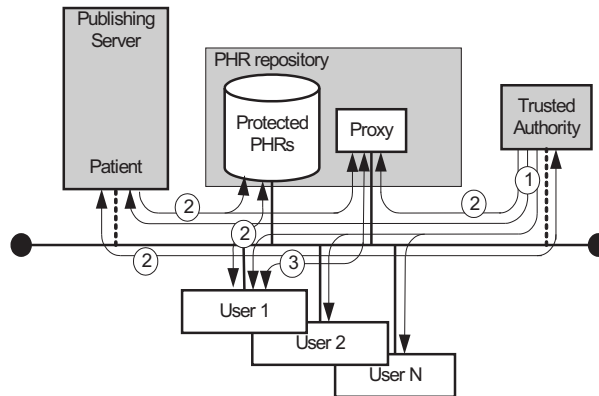 Publishing
Server
Patient
PHR repository
Protected
PHRs
Proxy
Trusted
Authority
1
2
2
2
2
3
User 1
User 2
User N